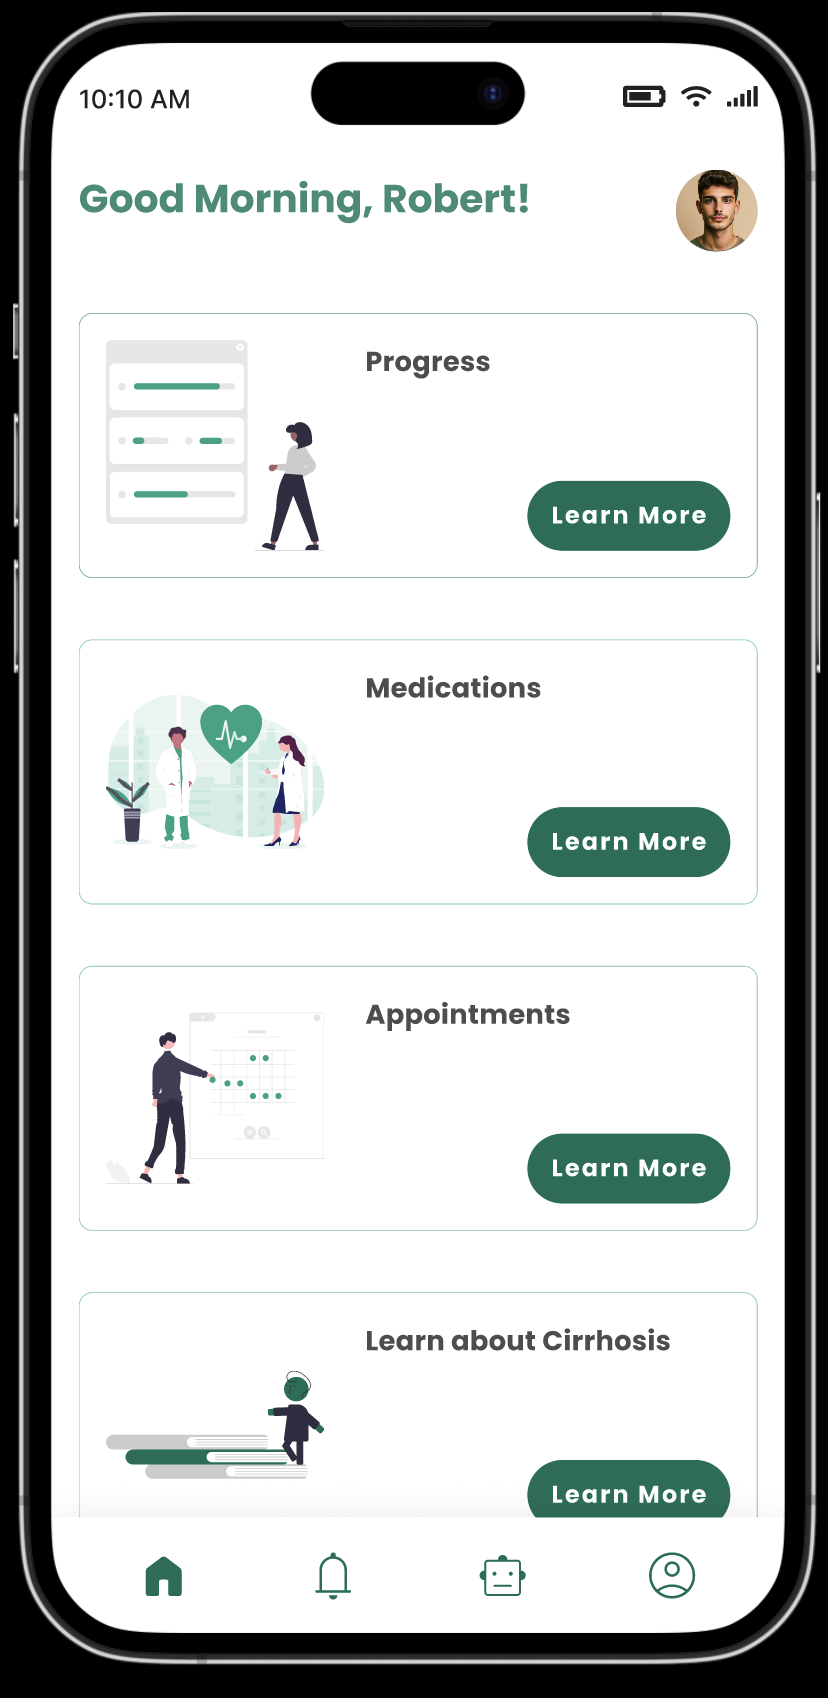 10:10 AM
Good Morning, Robert!
Progress
Learn More
Medications
Learn More
Appointments
Learn More
Learn about Cirrhosis
Learn More